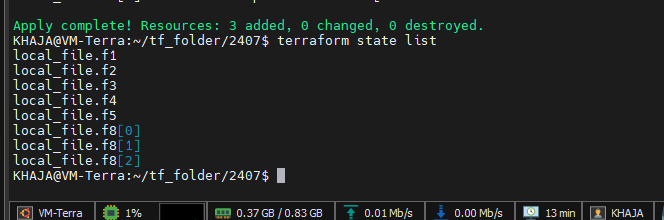 Apply complete! Resources: 3 added, 0 changed, 0 destroyed.
KHAJA@VM-Terra:~/tf_folder/2407$ terraform state list
local_file.f1
local_file.f2
local_file.f3
local_file.f4
local_file.f5
local_file.f8[0]
local_file.f8[1]
local_file.f8[2]
KHAJA@VM-Terra:~/tf_folder/2407$
VM-Terra 1% 0.37 GB / 0.83 GB 0.01 Mb/s 0.00 Mb/s 13 min KHAJA